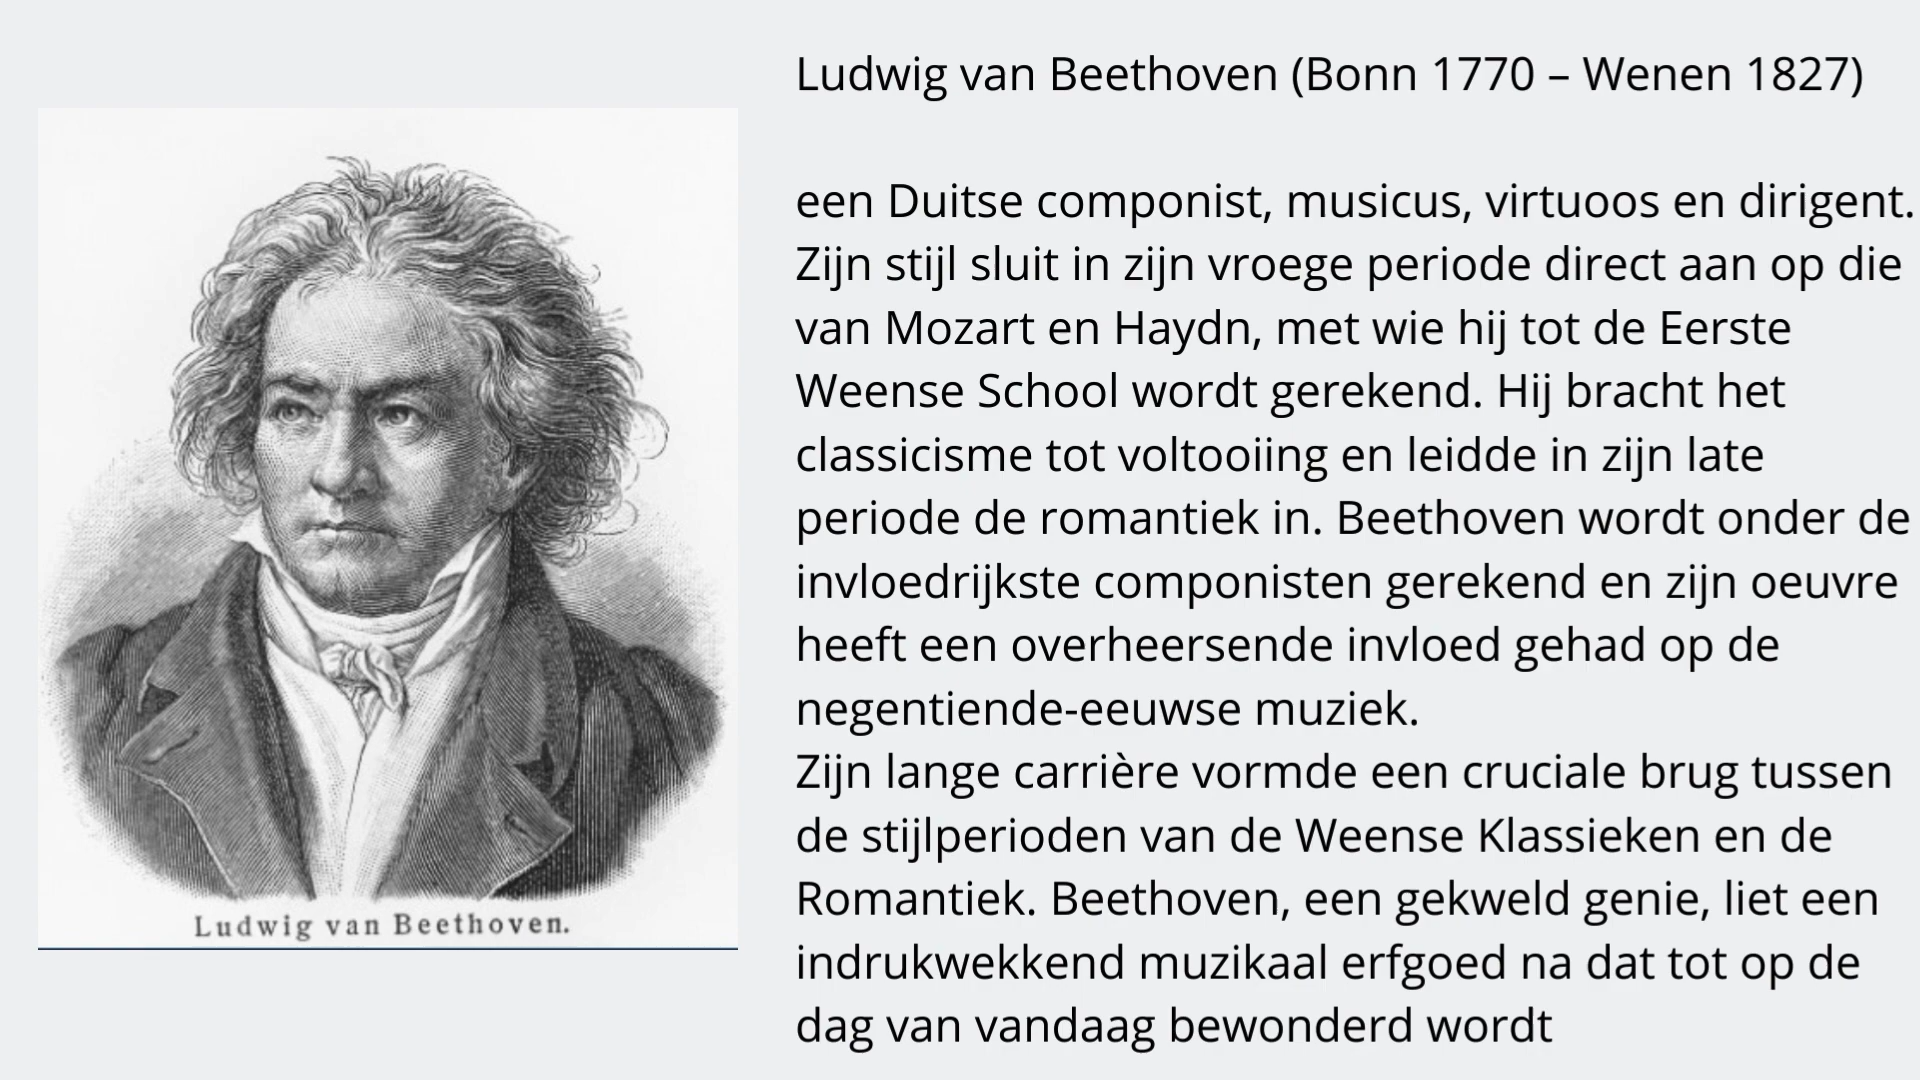 Ludwig van Beethoven (Bonn 1770 – Wenen 1827)
een Duitse componist, musicus, virtuoos en dirigent.
Zijn stijl sluit in zijn vroege periode direct aan op die
van Mozart en Haydn, met wie hij tot de Eerste
Weense School wordt gerekend. Hij bracht het
classicisme tot voltooiing en leidde in zijn late
periode de romantiek in. Beethoven wordt onder de
invloedrijkste componisten gerekend en zijn oeuvre
heeft een overheersende invloed gehad op de
negentiende-eeuwse muziek.
Zijn lange carrière vormde een cruciale brug tussen
de stijlperioden van de Weense Klassieken en de
Romantiek. Beethoven, een gekweld genie, liet een
indrukwekkend muzikaal erfgoed na dat tot op de
dag van vandaag bewonderd wordt
Ludwig van Beethoven.